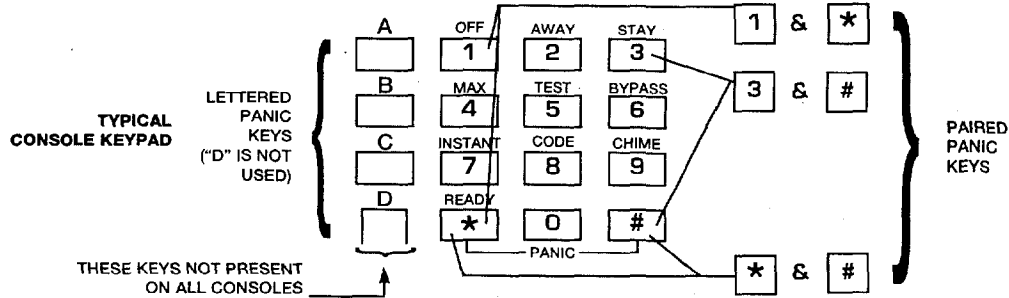 A OFF AWAY STAY 1 & *
1 2 3
B MAX TEST BYPASS 3 & #
4 5 6
LETTERED
PANIC
KEYS
("D" IS NOT
USED)
TYPICAL
CONSOLE KEYPAD
C INSTANT CODE CHIME
7 8 9
PAIRED
PANIC
KEYS
D READY
* 0 #
PANIC
* & #
THESE KEYS NOT PRESENT
ON ALL CONSOLES